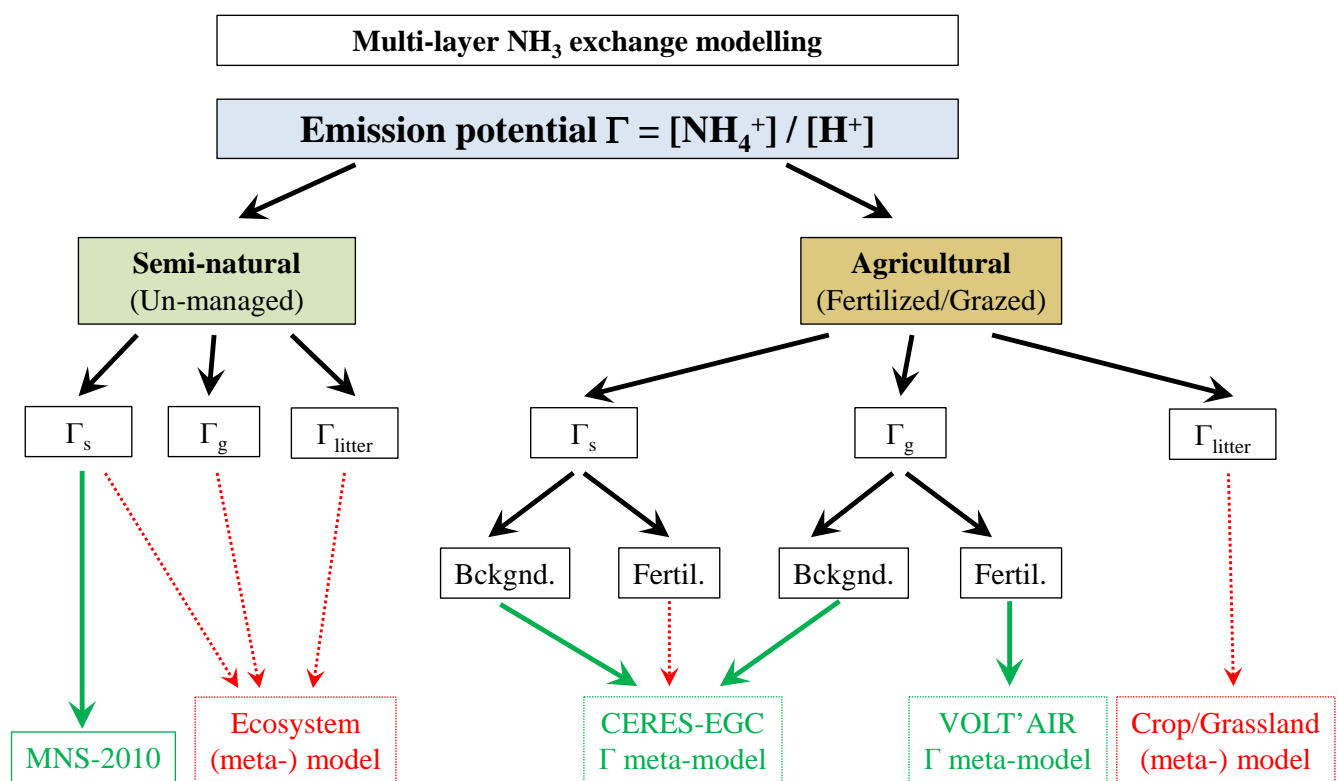 Multi-layer NH₃ exchange modelling
Emission potential Γ = [NH₄⁺] / [H⁺]
Semi-natural
(Un-managed)
Agricultural
(Fertilized/Grazed)
Γs
Γg
Γlitter
Γs
Γg
Γlitter
Bckgnd.
Fertil.
Bckgnd.
Fertil.
MNS-2010
Ecosystem
(meta-) model
CERES-EGC
Γ meta-model
VOLT’AIR
Γ meta-model
Crop/Grassland
(meta-) model